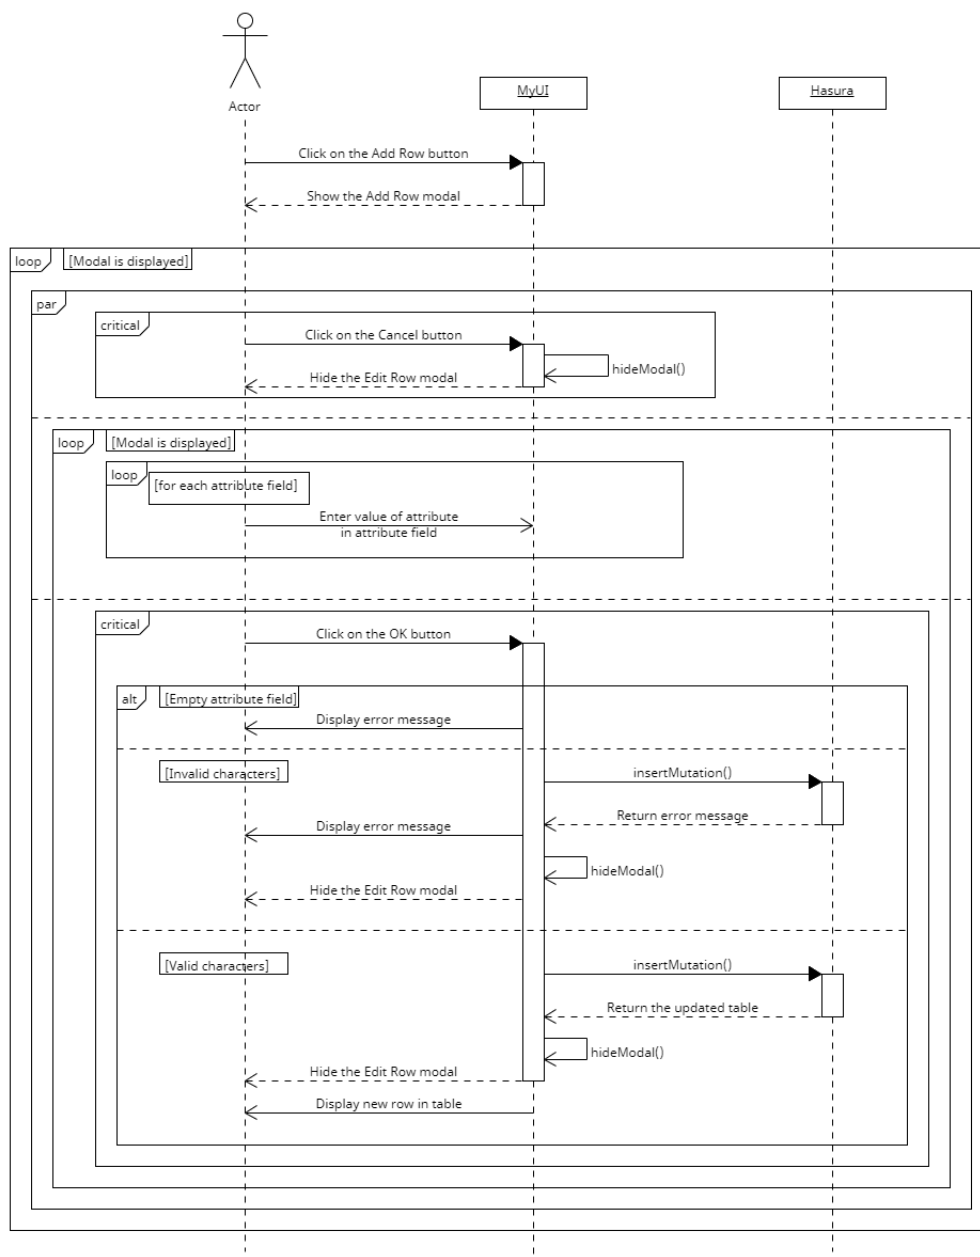 Actor
MyUI
Hasura
Click on the Add Row button
Show the Add Row modal
loop
[Modal is displayed]
par
critical
Click on the Cancel button
hideModal()
Hide the Edit Row modal
loop
[Modal is displayed]
loop
[for each attribute field]
Enter value of attribute
in attribute field
critical
Click on the OK button
alt
[Empty attribute field]
Display error message
[Invalid characters]
insertMutation()
Return error message
Display error message
hideModal()
Hide the Edit Row modal
[Valid characters]
insertMutation()
Return the updated table
hideModal()
Hide the Edit Row modal
Display new row in table